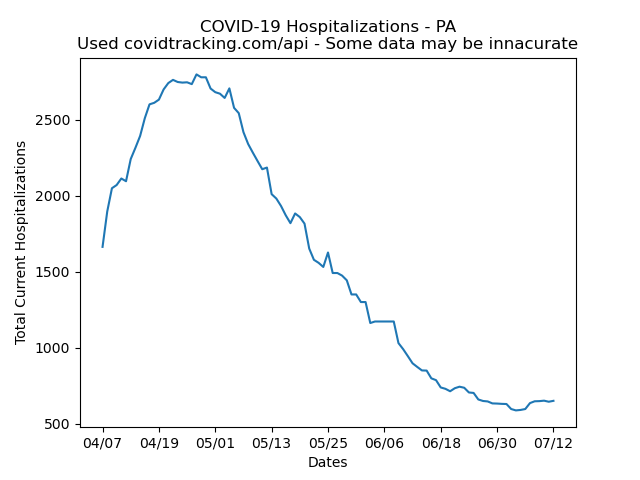 COVID-19 Hospitalizations - PA
Used covidtracking.com/api - Some data may be innacurate
Total Current Hospitalizations
2500
2000
1500
1000
500
04/07 04/19 05/01 05/13 05/25 06/06 06/18 06/30 07/12
Dates